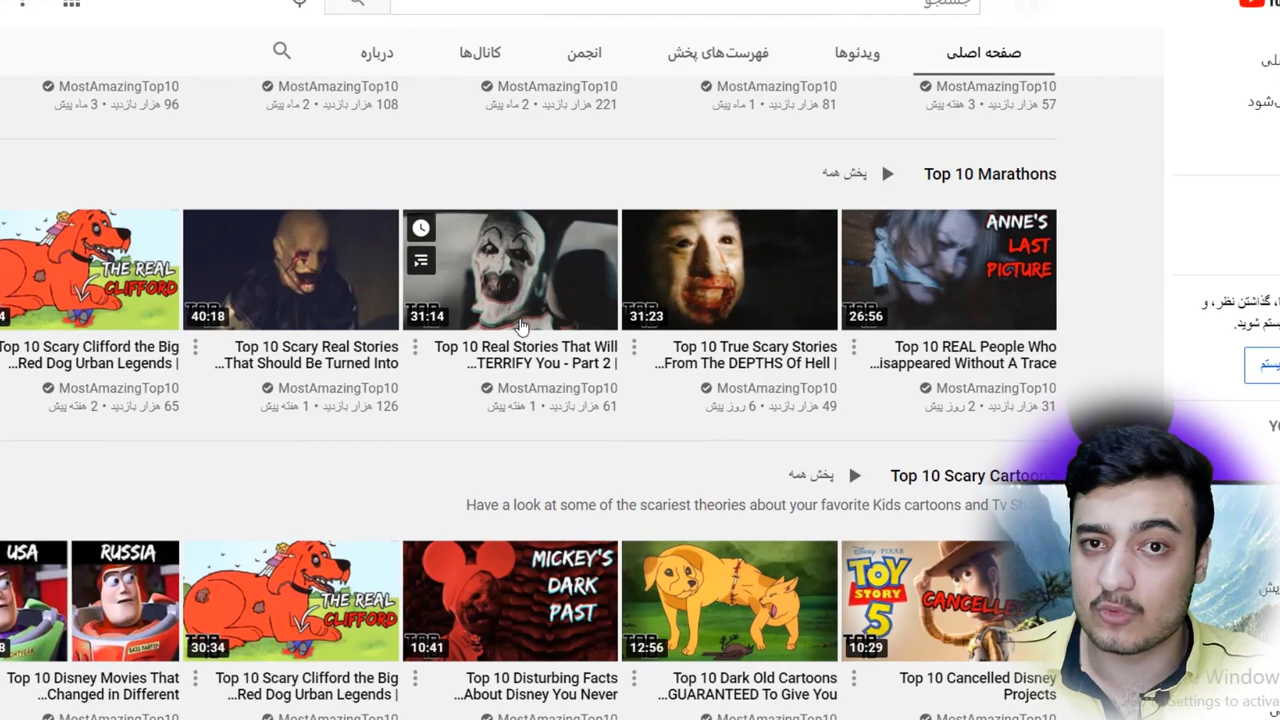 جستجو
صفحه اصلی
ویدئوها
فهرست‌های پخش
انجمن
کانال‌ها
درباره
MostAmazingTop10
57 هزار بازدید • 3 هفته پیش
MostAmazingTop10
81 هزار بازدید • 1 ماه پیش
MostAmazingTop10
221 هزار بازدید • 2 ماه پیش
MostAmazingTop10
108 هزار بازدید • 2 ماه پیش
MostAmazingTop10
96 هزار بازدید • 3 ماه پیش
Top 10 Marathons
پخش همه
ANNE'S
LAST
PICTURE
26:56
31:23
31:14
40:18
THE REAL
CLIFFORD
Top 10 REAL People Who
...isappeared Without A Trace
MostAmazingTop10
31 هزار بازدید • 2 روز پیش
Top 10 True Scary Stories
...From The DEPTHS Of Hell |
MostAmazingTop10
49 هزار بازدید • 6 روز پیش
Top 10 Real Stories That Will
...TERRIFY You - Part 2 |
MostAmazingTop10
61 هزار بازدید • 1 هفته پیش
Top 10 Scary Real Stories
...That Should Be Turned Into
MostAmazingTop10
126 هزار بازدید • 1 هفته پیش
Top 10 Scary Clifford the Big
...Red Dog Urban Legends |
MostAmazingTop10
65 هزار بازدید • 2 هفته پیش
Top 10 Scary
پخش همه
Have a look at some of the scariest theories about your favorite Kids cartoons and Tv
Disney PIXAR
TOY
STORY
5
10:29
12:56
MICKEY'S
DARK
PAST
10:41
THE REAL
CLIFFORD
30:34
USA
RUSSIA
Top 10 Cancelled Disney
Projects
Top 10 Dark Old Cartoons
...GUARANTEED To Give You
Top 10 Disturbing Facts
...About Disney You Never
Top 10 Scary Clifford the Big
...Red Dog Urban Legends |
Top 10 Disney Movies That
...Changed in Different
گذاشتن نظر، و
شوید.
Window
Settings to activa